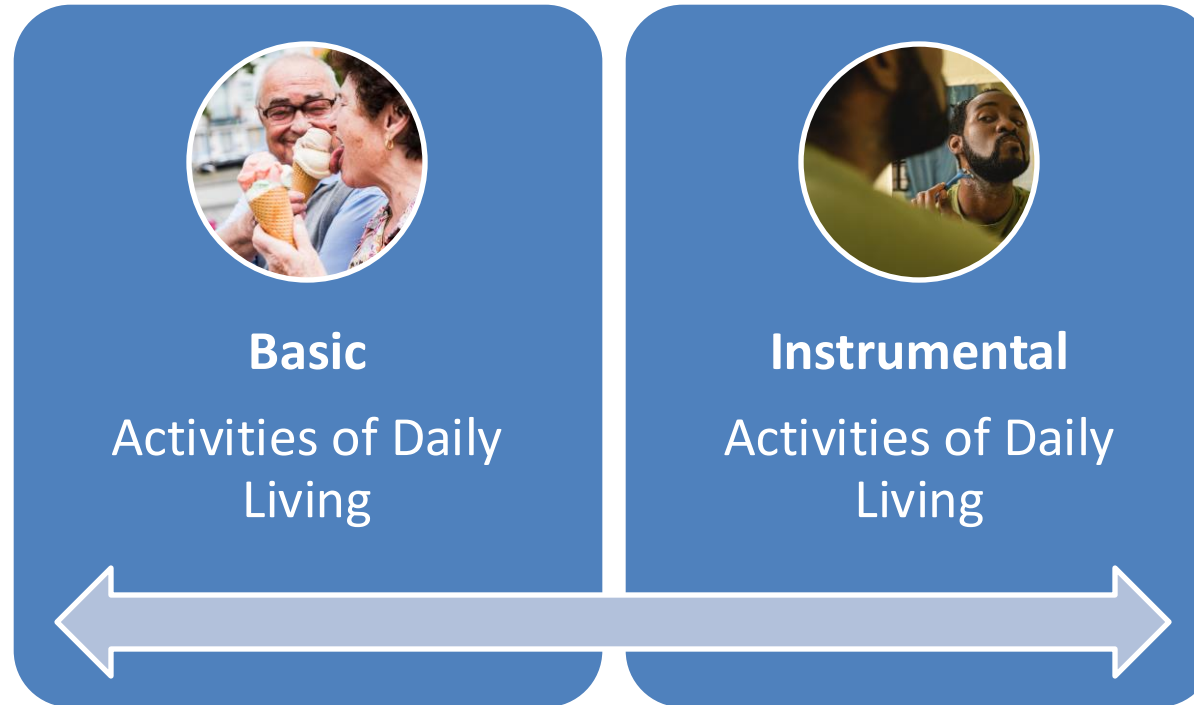 Basic
Activities of Daily
Living
Instrumental
Activities of Daily
Living